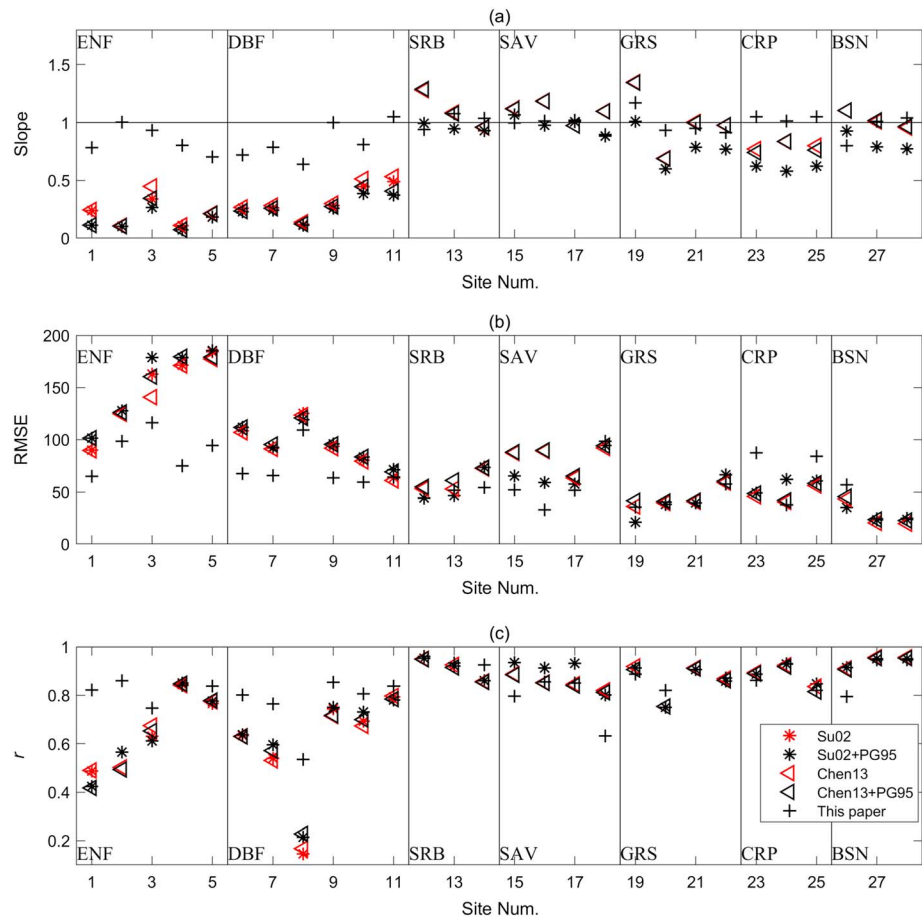 (a)
ENF DBF SRB SAV GRS CRP BSN
1.5
1
0.5
0
Slope
1 3 5 7 9 11 13 15 17 19 21 23 25 27
Site Num.
(b)
ENF DBF SRB SAV GRS CRP BSN
200
150
100
50
0
RMSE
1 3 5 7 9 11 13 15 17 19 21 23 25 27
Site Num.
(c)
1
0.8
0.6
0.4
0.2
r
Su02
Su02+PG95
Chen13
Chen13+PG95
This paper
ENF DBF SRB SAV GRS CRP BSN
1 3 5 7 9 11 13 15 17 19 21 23 25 27
Site Num.